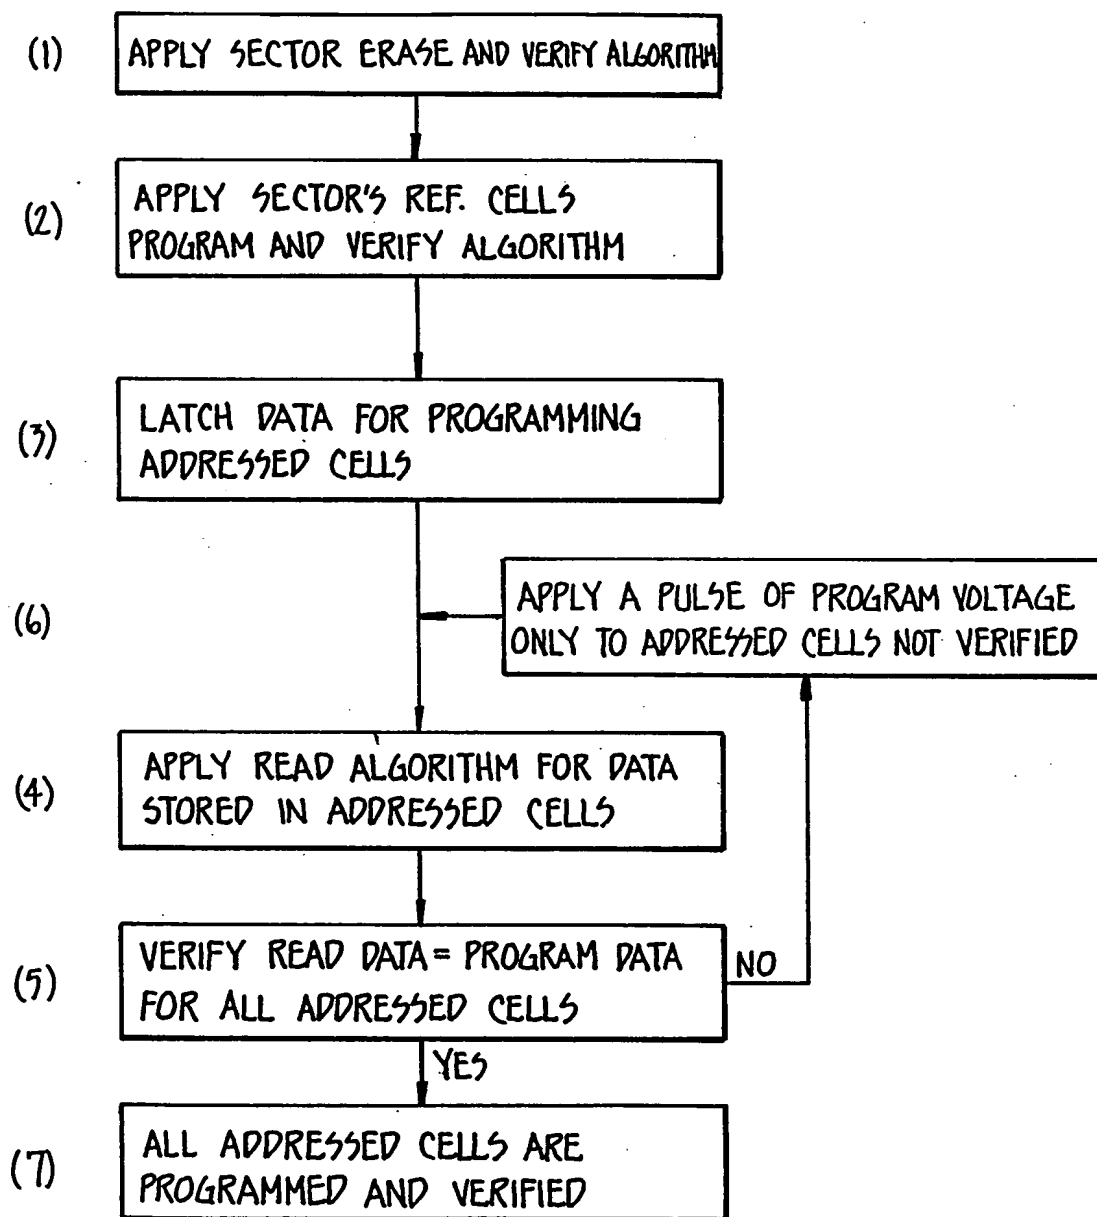 (1)
APPLY SECTOR ERASE AND VERIFY ALGORITHM
(2)
APPLY SECTOR'S REF. CELLS
PROGRAM AND VERIFY ALGORITHM
(3)
LATCH DATA FOR PROGRAMMING
ADDRESSED CELLS
(6)
APPLY A PULSE OF PROGRAM VOLTAGE
ONLY TO ADDRESSED CELLS NOT VERIFIED
(4)
APPLY READ ALGORITHM FOR DATA
STORED IN ADDRESSED CELLS
(5)
VERIFY READ DATA = PROGRAM DATA
FOR ALL ADDRESSED CELLS
NO
YES
(7)
ALL ADDRESSED CELLS ARE
PROGRAMMED AND VERIFIED